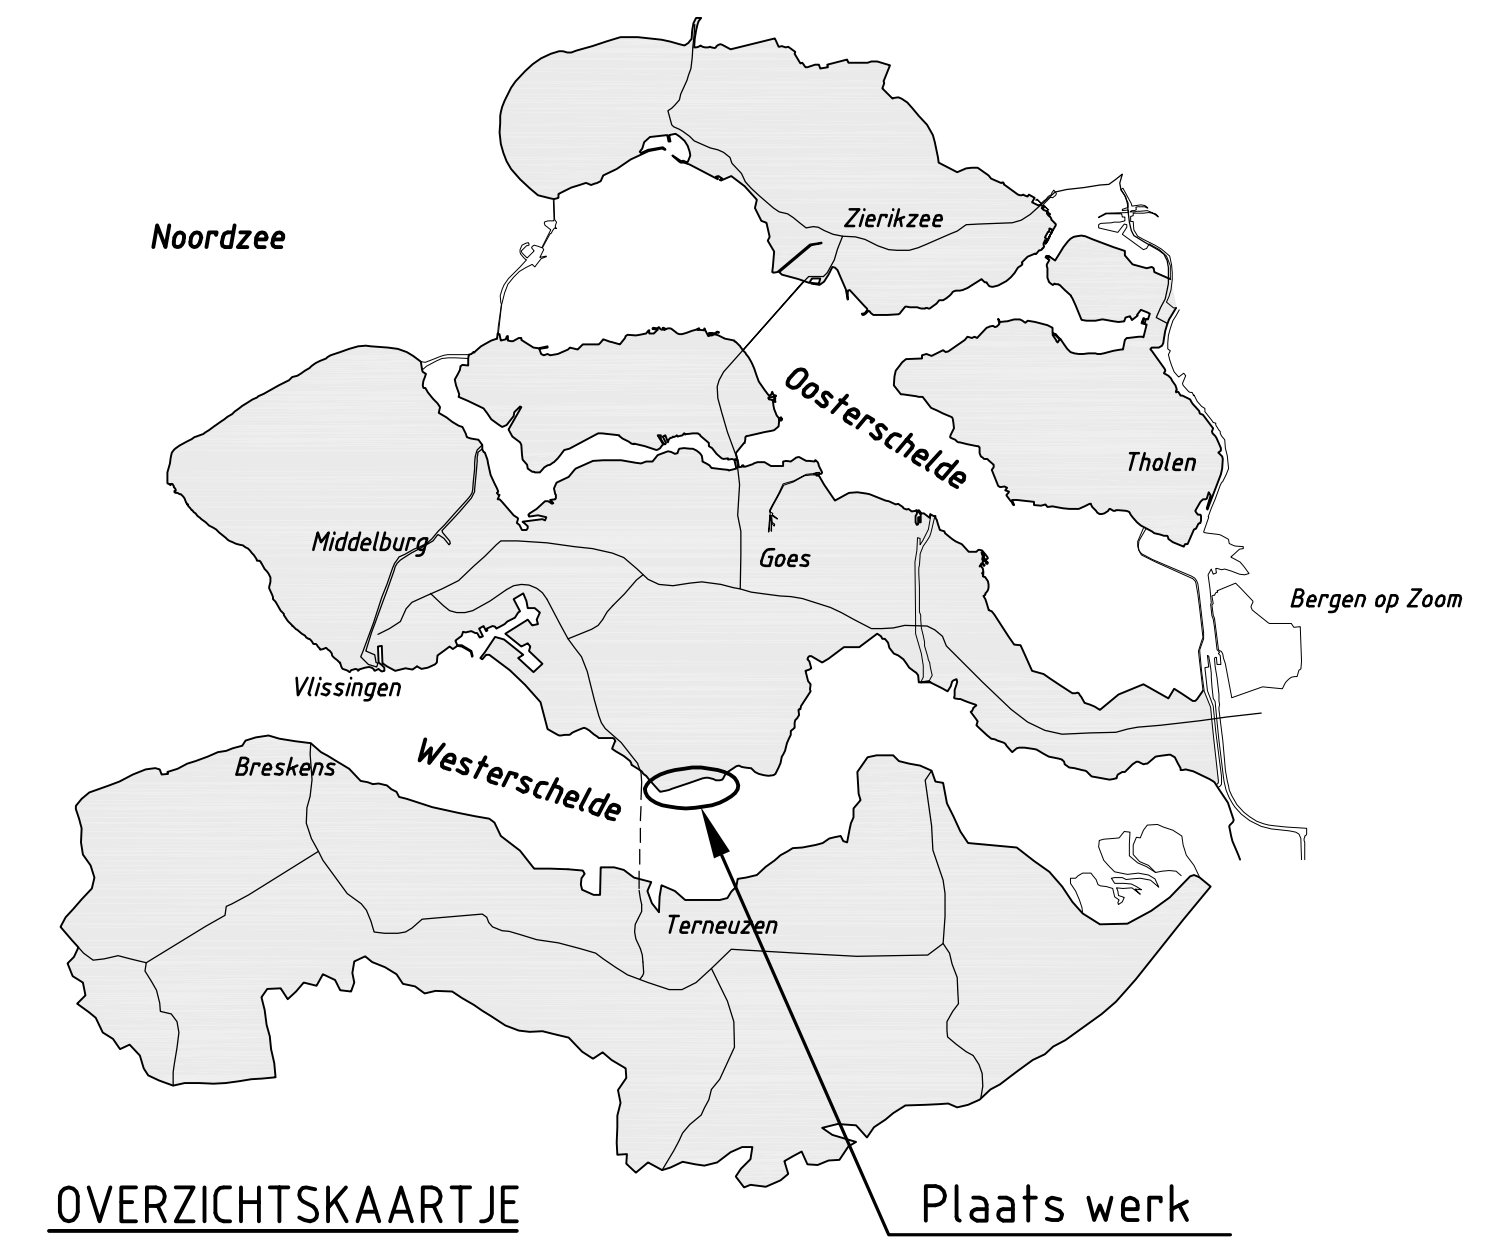 Zierikzee
Noordzee
Oosterschelde
Tholen
Middelburg
Goes
Bergen op Zoom
Vlissingen
Westerschelde
Breskens
Terneuzen
OVERZICHTSKAARTJE
Plaats werk